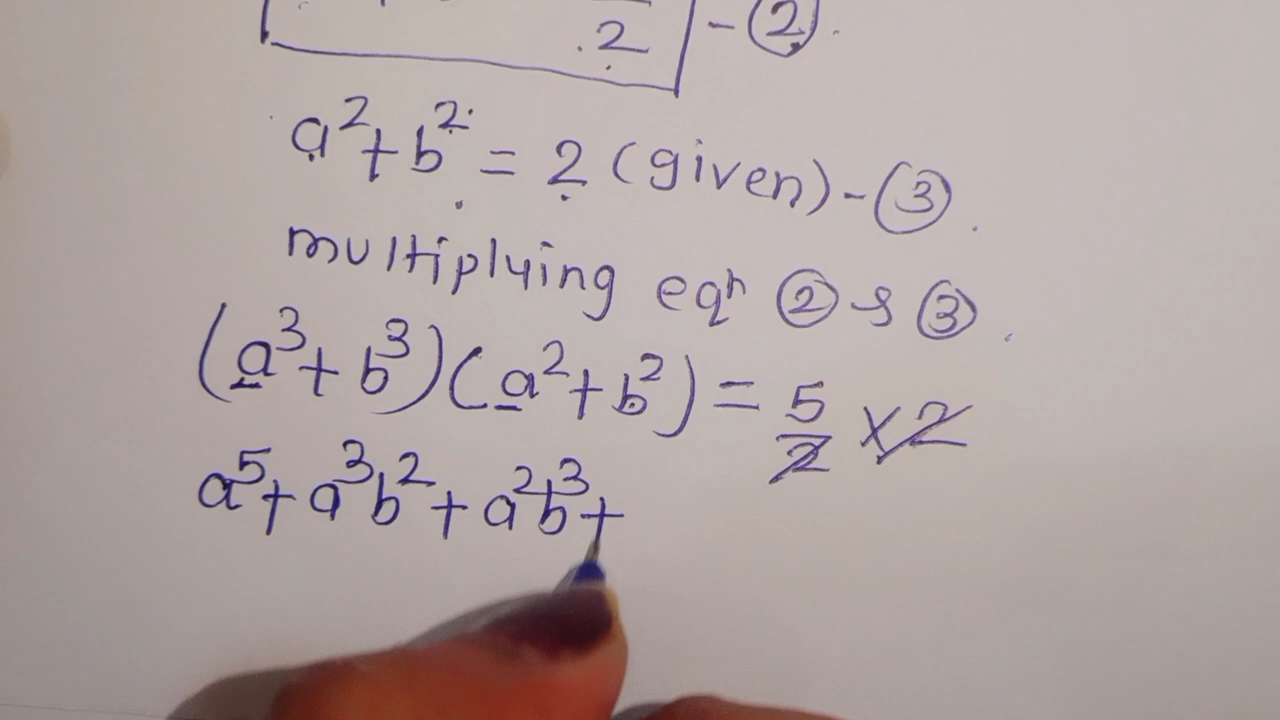 2 - ②.
a² + b² = 2 (given) - ③.
multiplying eqⁿ ② & ③.
(a³ + b³)(a² + b²) = 5/2 × 2
a⁵ + a³b² + a²b³ +